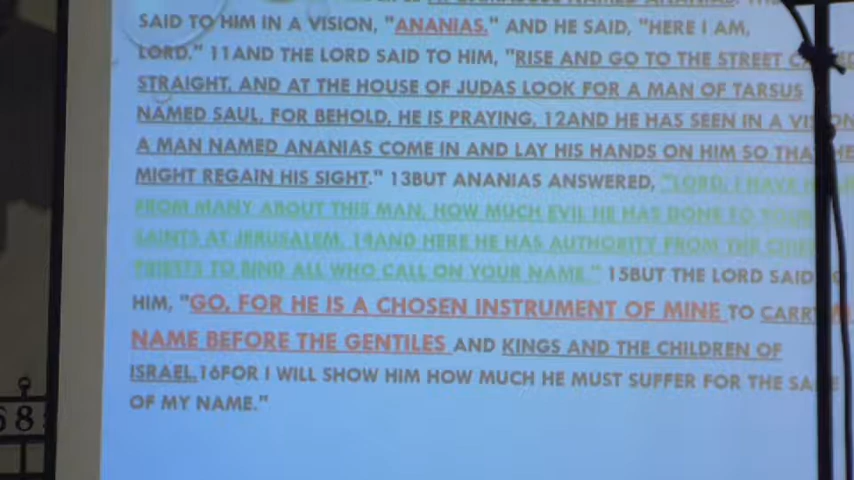 SAID TO HIM IN A VISION, "ANANIAS." AND HE SAID, "HERE I AM,
LORD." 11AND THE LORD SAID TO HIM, "RISE AND GO TO THE STREET
STRAIGHT, AND AT THE HOUSE OF JUDAS LOOK FOR A MAN OF TARSUS
NAMED SAUL, FOR BEHOLD, HE IS PRAYING, 12AND HE HAS SEEN IN A
A MAN NAMED ANANIAS COME IN AND LAY HIS HANDS ON HIM SO THAT HE
MIGHT REGAIN HIS SIGHT." 13BUT ANANIAS ANSWERED, "LORD, I HAVE
FROM MANY ABOUT THIS MAN, HOW MUCH EVIL HE HAS DONE TO YOUR
SAINTS AT JERUSALEM. 14AND HERE HE HAS AUTHORITY FROM THE CHIEF
PRIESTS TO BIND ALL WHO CALL ON YOUR NAME." 15BUT THE LORD SAID
HIM, "GO, FOR HE IS A CHOSEN INSTRUMENT OF MINE TO CARRY
NAME BEFORE THE GENTILES AND KINGS AND THE CHILDREN OF
ISRAEL.16FOR I WILL SHOW HIM HOW MUCH HE MUST SUFFER FOR THE
OF MY NAME."
68